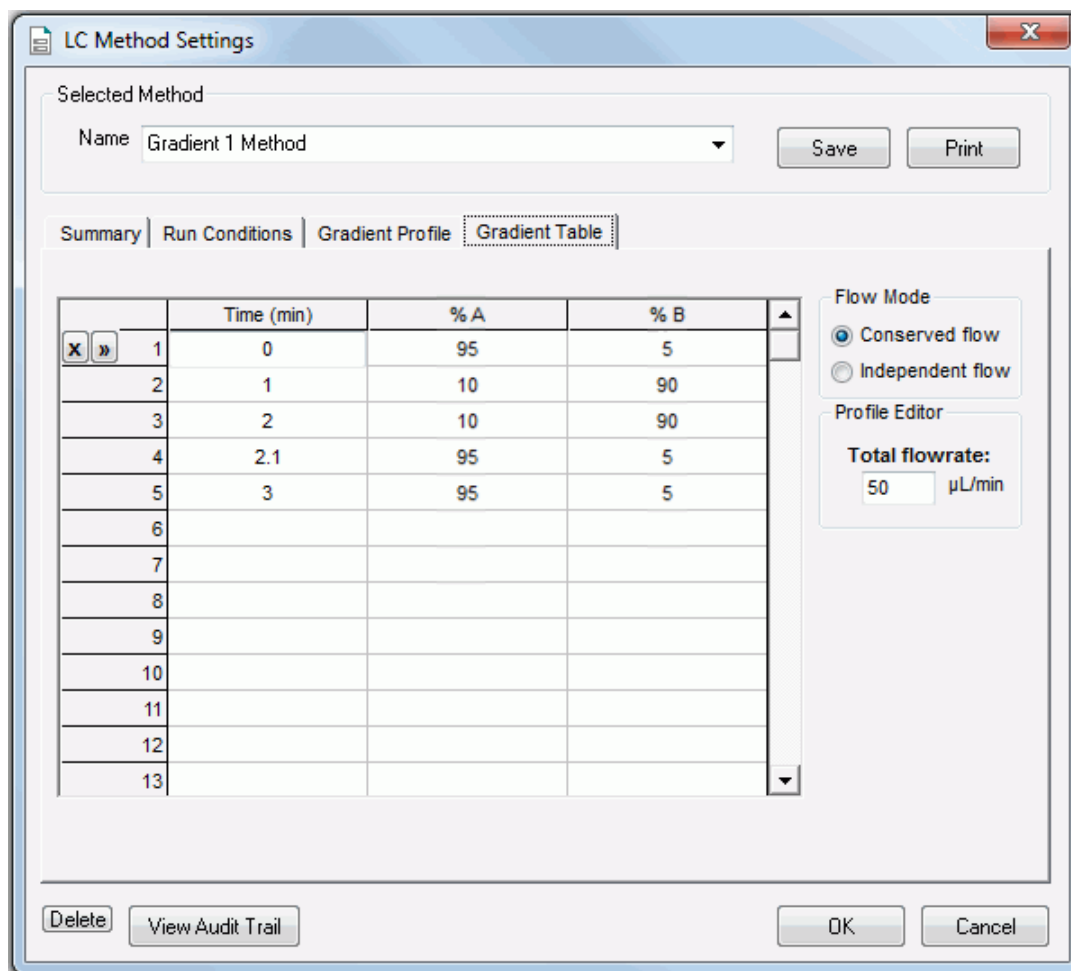 LC Method Settings
X
Selected Method
Name Gradient 1 Method Save Print
Summary Run Conditions Gradient Profile Gradient Table
Time (min) % A % B
x » 1 0 95 5
2 1 10 90
3 2 10 90
4 2.1 95 5
5 3 95 5
6
7
8
9
10
11
12
13
Flow Mode
Conserved flow
Independent flow
Profile Editor
Total flowrate:
50 µL/min
Delete View Audit Trail OK Cancel